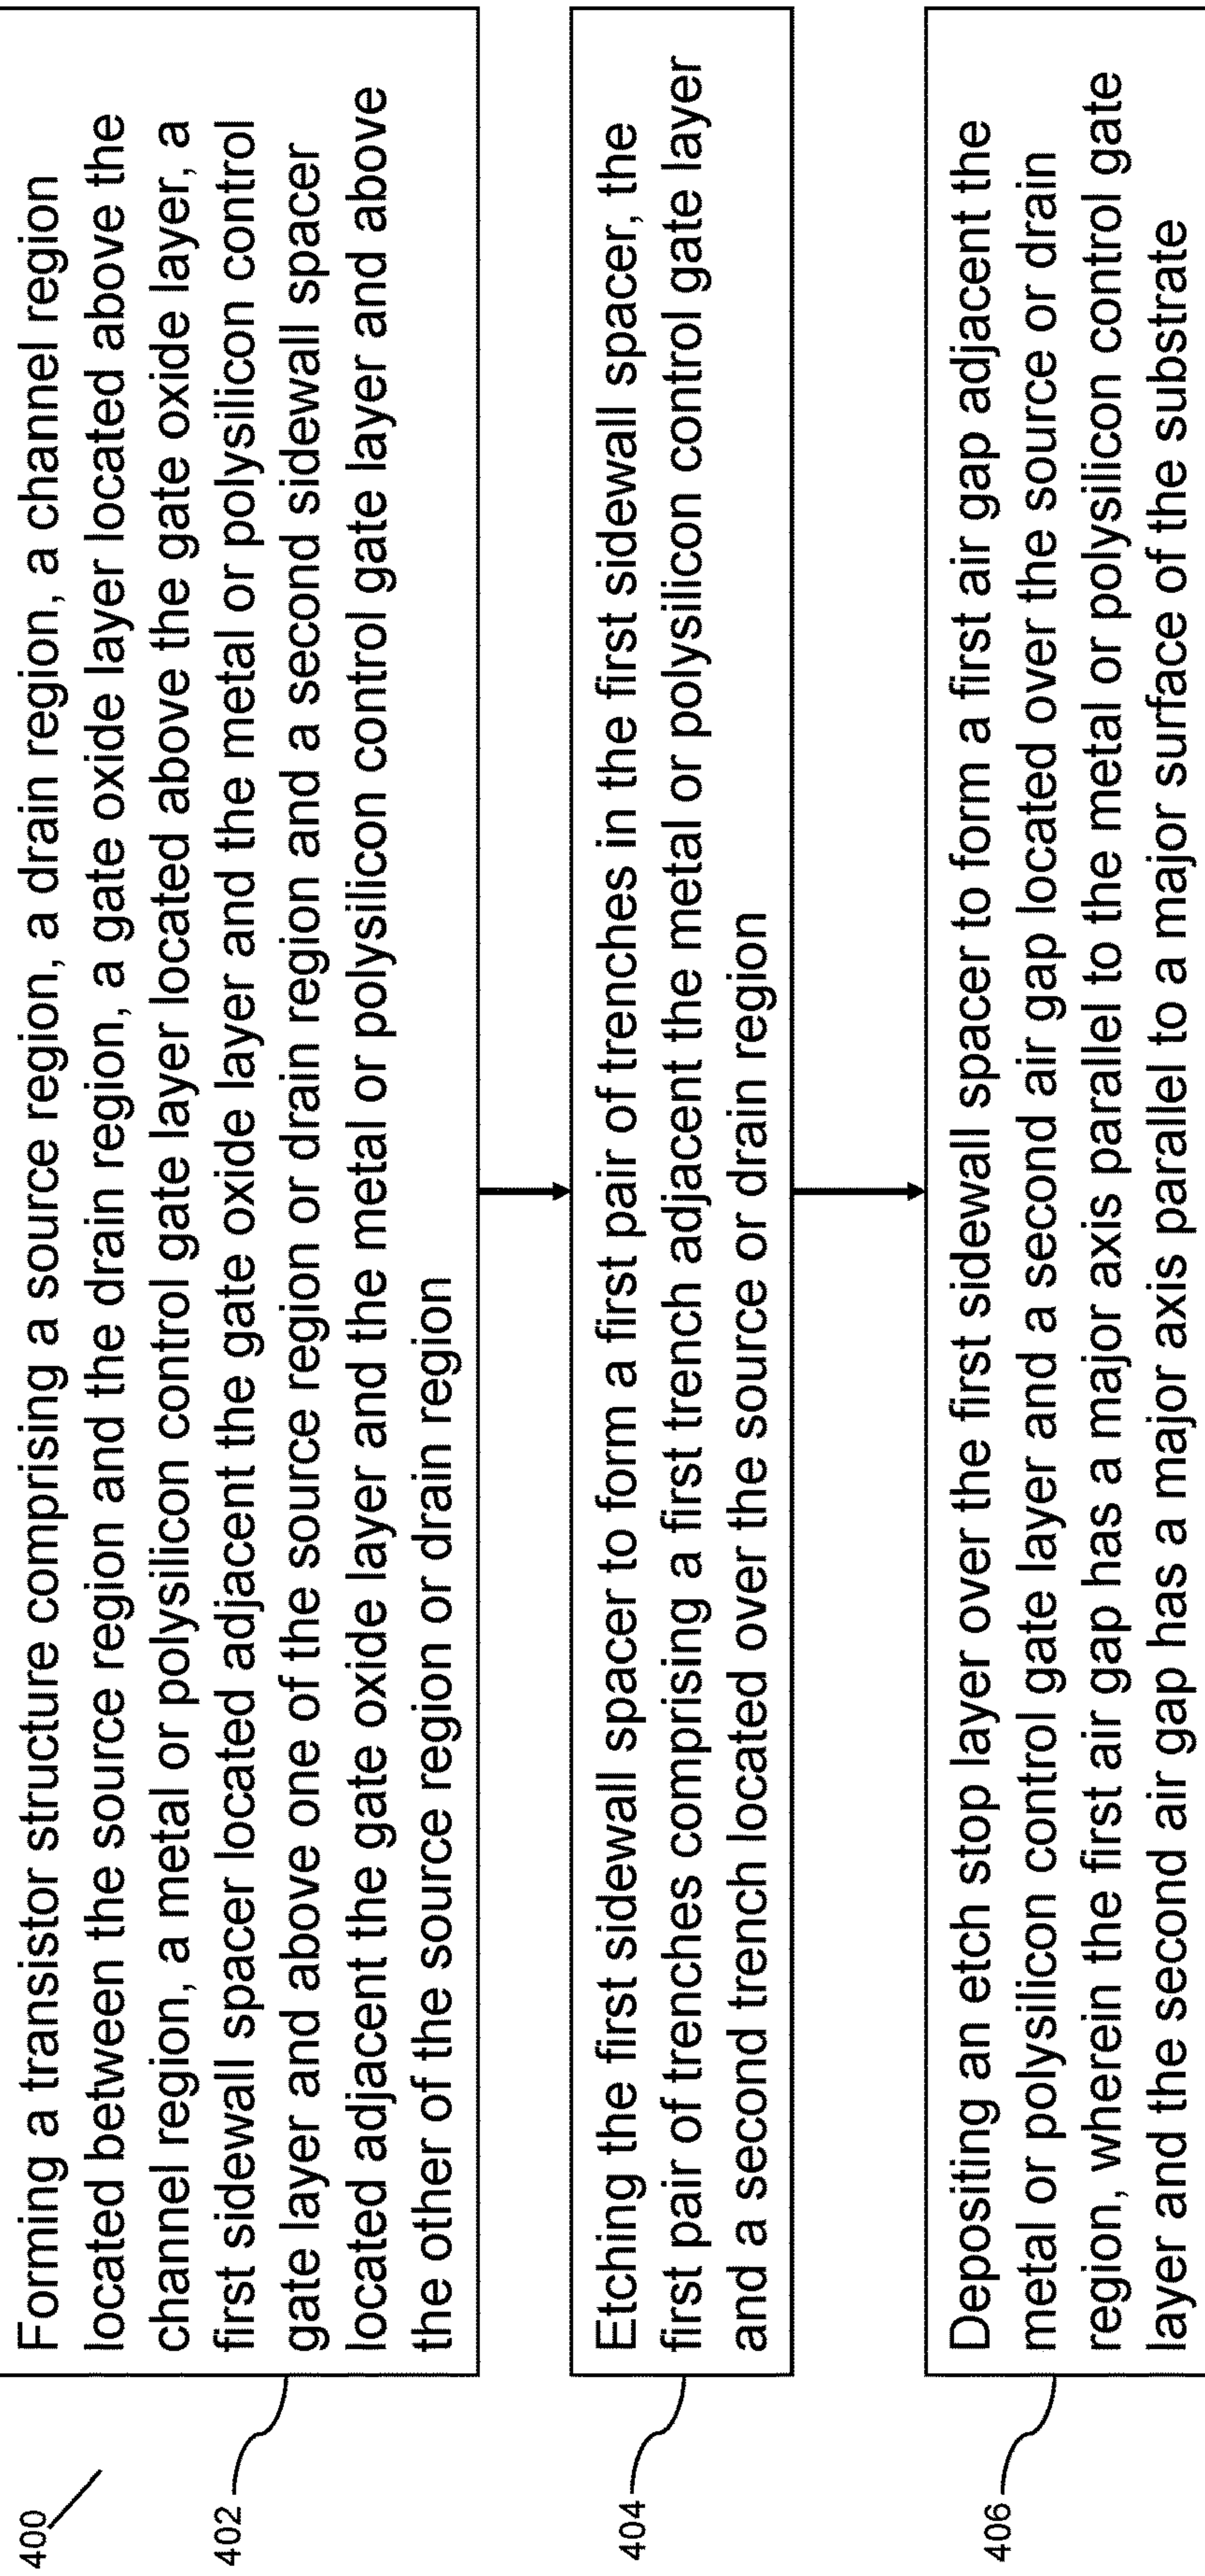 400
402
Forming a transistor structure comprising a source region, a drain region, a channel region
located between the source region and the drain region, a gate oxide layer located above the
channel region, a metal or polysilicon control gate layer located above the gate oxide layer, a
first sidewall spacer located adjacent the gate oxide layer and the metal or polysilicon control
gate layer and above one of the source region or drain region and a second sidewall spacer
located adjacent the gate oxide layer and the metal or polysilicon control gate layer and above
the other of the source region or drain region
404
Etching the first sidewall spacer to form a first pair of trenches in the first sidewall spacer, the
first pair of trenches comprising a first trench adjacent the metal or polysilicon control gate layer
and a second trench located over the source or drain region
406
Depositing an etch stop layer over the first sidewall spacer to form a first air gap adjacent the
metal or polysilicon control gate layer and a second air gap located over the source or drain
region, wherein the first air gap has a major axis parallel to the metal or polysilicon control gate
layer and the second air gap has a major axis parallel to a major surface of the substrate